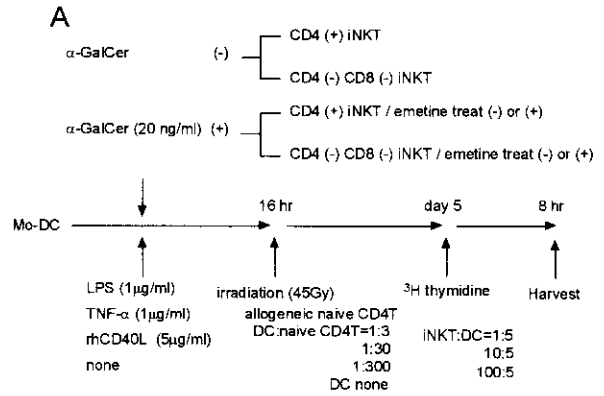 A
CD4 (+) iNKT
α-GalCer (-)
CD4 (-) CD8 (-) iNKT
CD4 (+) iNKT / emetine treat (-) or (+)
α-GalCer (20 ng/ml) (+)
CD4 (-) CD8 (-) iNKT / emetine treat (-) or (+)
16 hr day 5 8 hr
Mo-DC
LPS (1μg/ml)
TNF-α (1μg/ml)
rhCD40L (5μg/ml)
none
irradiation (45Gy)
allogeneic naive CD4T
DC:naive CD4T=1:3
1:30
1:300
DC none
³H thymidine
iNKT:DC=1:5
10:5
100:5
Harvest